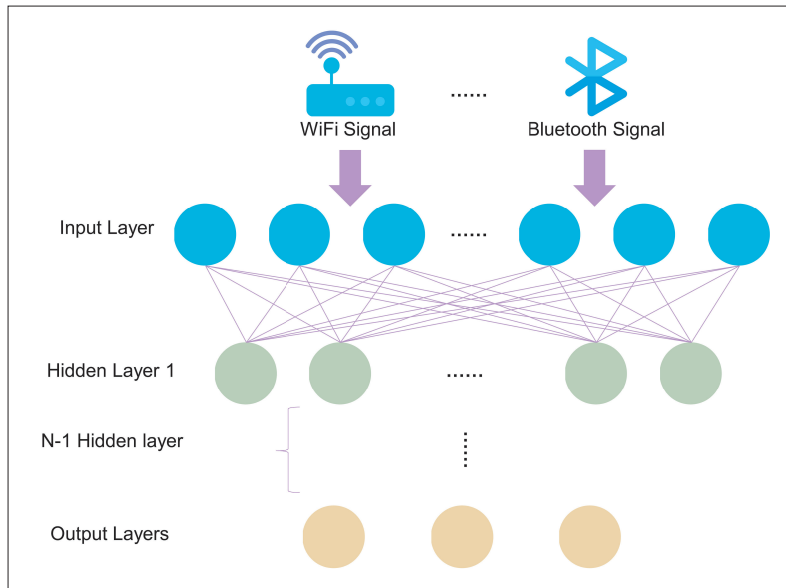 ......
WiFi Signal
Bluetooth Signal
Input Layer
......
Hidden Layer 1
......
N-1 Hidden layer
Output Layers